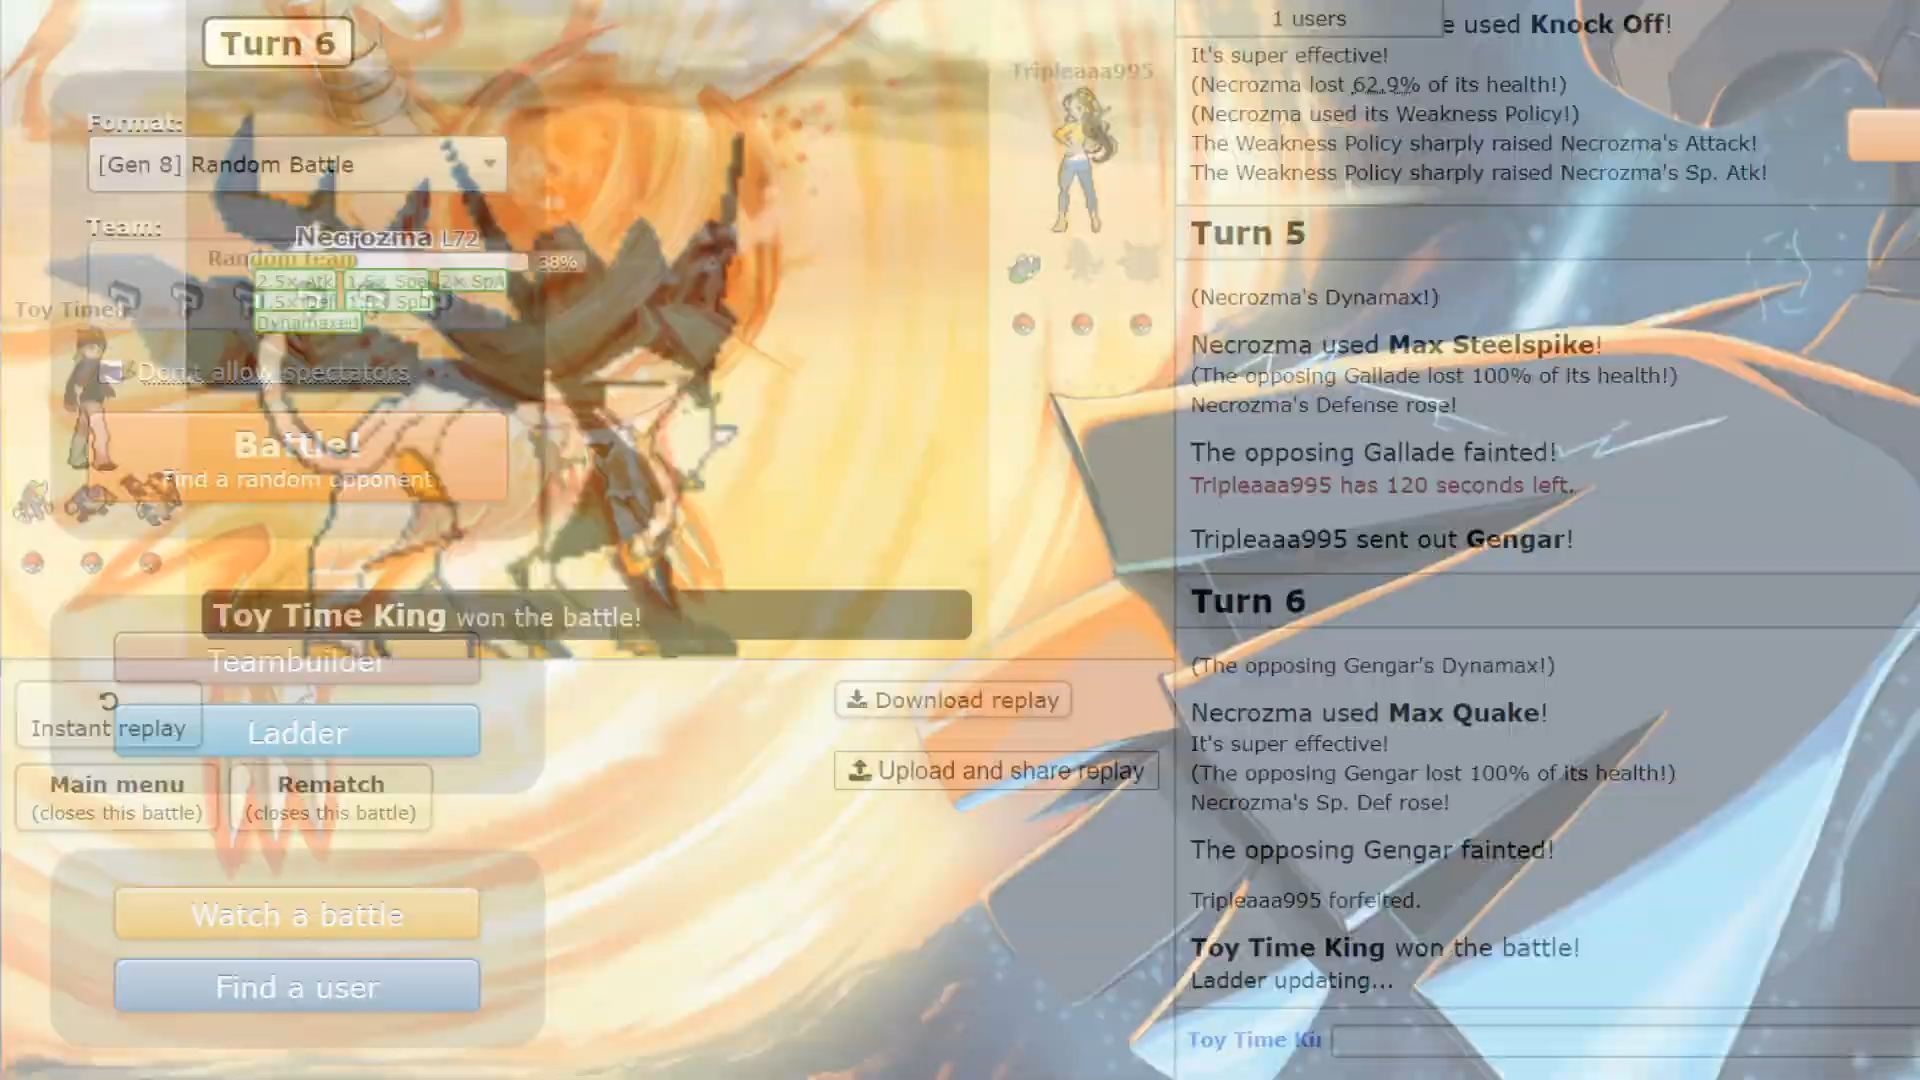 Turn 6
Format:
[Gen 8] Random Battle
Team:
Random team
Necrozma L72
38%
2.5× Atk 1.5× Spe 2× SpA
1.5× Def 1.5× SpD
Dynamaxed
Toy Time
Don't allow spectators
Battle!
Find a random opponent
Toy Time King won the battle!
Teambuilder
Ladder
Instant replay
Main menu
(closes this battle)
Rematch
(closes this battle)
Watch a battle
Find a user
Download replay
Upload and share replay
Tripleaaa995
1 users
used Knock Off!
It's super effective!
(Necrozma lost 62.9% of its health!)
(Necrozma used its Weakness Policy!)
The Weakness Policy sharply raised Necrozma's Attack!
The Weakness Policy sharply raised Necrozma's Sp. Atk!
Turn 5
(Necrozma's Dynamax!)
Necrozma used Max Steelspike!
(The opposing Gallade lost 100% of its health!)
Necrozma's Defense rose!
The opposing Gallade fainted!
Tripleaaa995 has 120 seconds left.
Tripleaaa995 sent out Gengar!
Turn 6
(The opposing Gengar's Dynamax!)
Necrozma used Max Quake!
It's super effective!
(The opposing Gengar lost 100% of its health!)
Necrozma's Sp. Def rose!
The opposing Gengar fainted!
Tripleaaa995 forfeited.
Toy Time King won the battle!
Ladder updating...
Toy Time